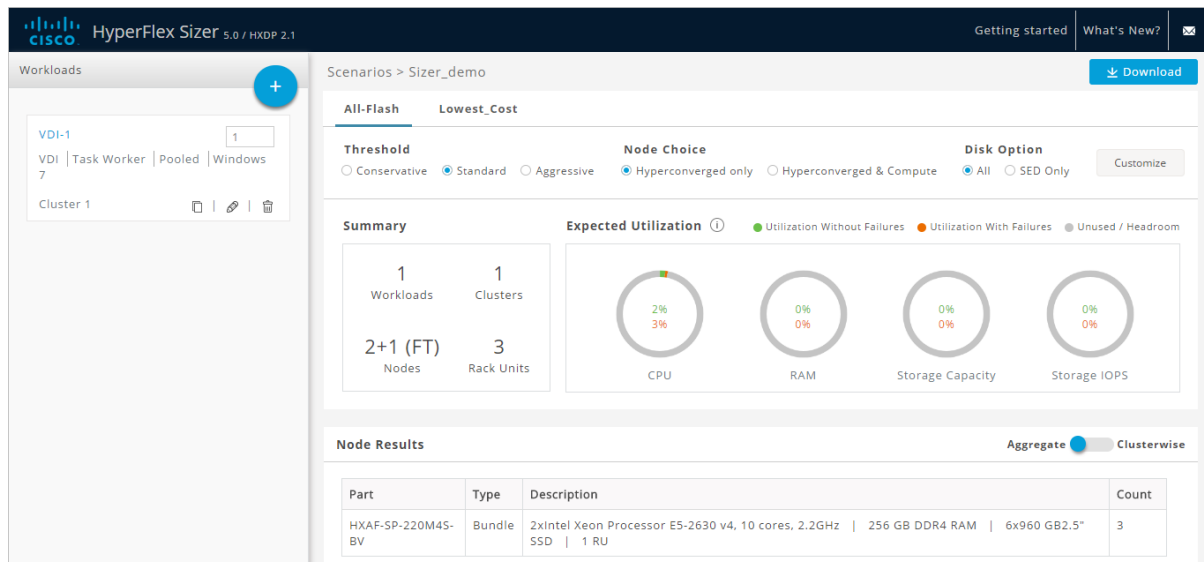 CISCO HyperFlex Sizer 5.0 / HXDP 2.1
Getting started What's New?
Workloads
+
VDI-1 1
VDI | Task Worker | Pooled | Windows
7
Cluster 1
Scenarios > Sizer_demo
Download
All-Flash Lowest_Cost
Threshold Node Choice Disk Option
Conservative Standard Aggressive Hyperconverged only Hyperconverged & Compute All SED Only Customize
Summary
1 1
Workloads Clusters
2+1 (FT) 3
Nodes Rack Units
Expected Utilization i Utilization Without Failures Utilization With Failures Unused / Headroom
2% 0% 0% 0%
3% 0% 0% 0%
CPU RAM Storage Capacity Storage IOPS
Node Results Aggregate Clusterwise
Part Type Description Count
HXAF-SP-220M4S- Bundle 2xIntel Xeon Processor E5-2630 v4, 10 cores, 2.2GHz | 256 GB DDR4 RAM | 6x960 GB2.5" 3
BV SSD | 1 RU